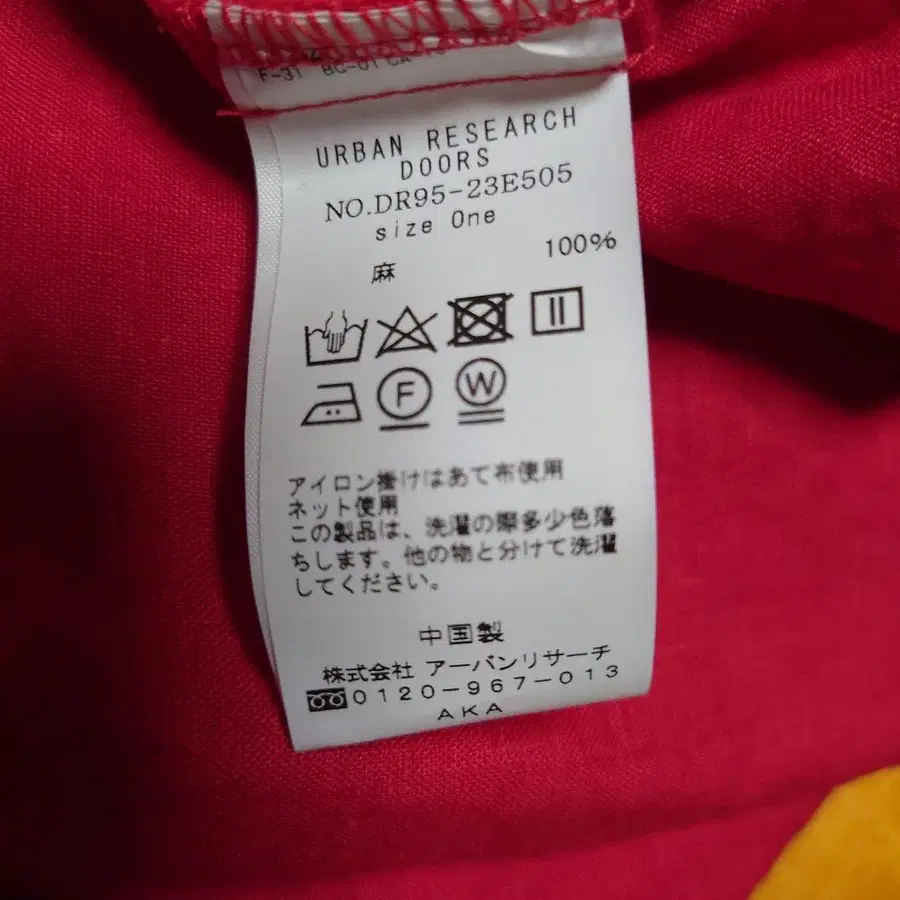 F-31 BC-01 CA
URBAN RESEARCH
DOORS
NO.DR95-23E505
size One
麻 100%
F W
アイロン掛けはあて布使用
ネット使用
この製品は、洗濯の際多少色落
ちします。他の物と分けて洗濯
してください。
中国製
株式会社 アーバンリサーチ
0120-967-013
AKA